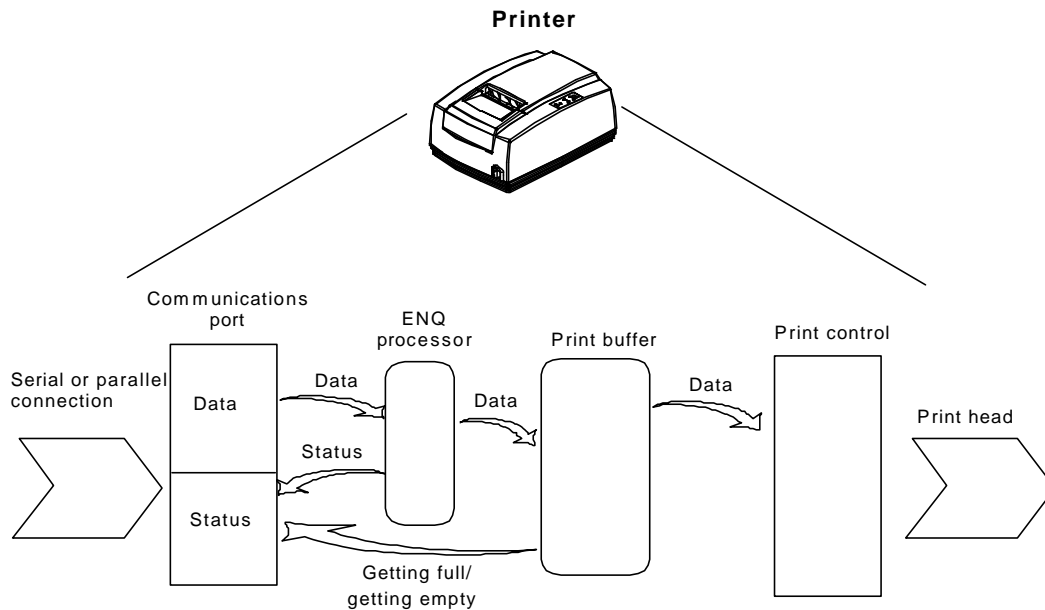 Printer
Communications
port
ENQ
processor
Print buffer
Print control
Serial or parallel
connection
Data
Data
Data
Data
Print head
Status
Status
Getting full/
getting empty